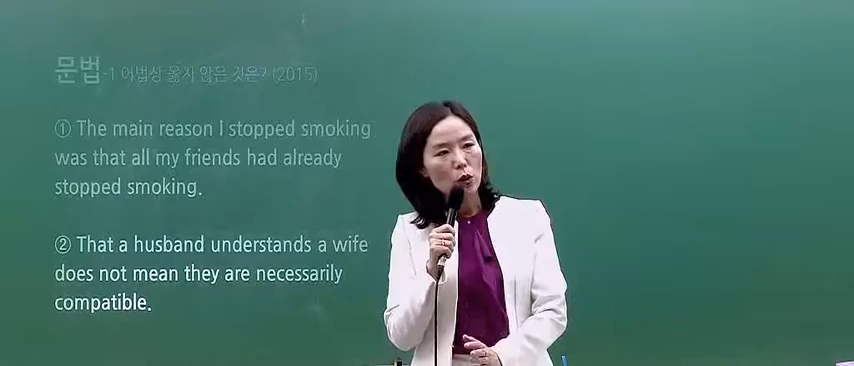 문법-1 어법상 옳지 않은 것은? (2015)
① The main reason I stopped smoking
was that all my friends had already
stopped smoking.
② That a husband understands a wife
does not mean they are necessarily
compatible.